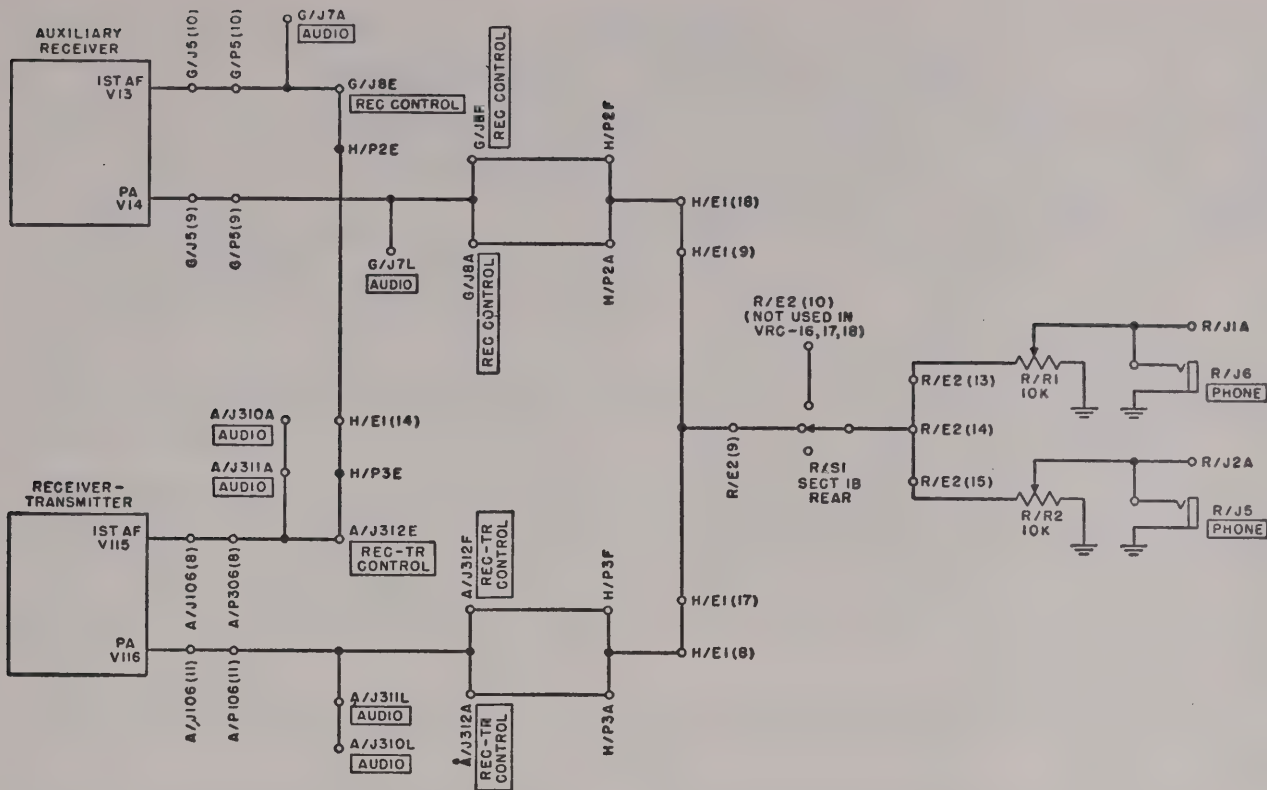 AUXILIARY
RECEIVER
1ST AF
V13
PA
V14
G/J5(10)
G/P5(10)
G/J5(9)
G/P5(9)
G/J7A
AUDIO
G/J8E
REC CONTROL
H/P2E
G/J7L
AUDIO
G/J8F
REC CONTROL
G/J8A
REC CONTROL
H/P2F
H/P2A
H/E1(18)
H/E1(9)
R/E2(10)
(NOT USED IN
VRC-16,17,18)
R/E2(9)
R/S1
SECT 1B
REAR
R/E2(13)
R/E2(14)
R/E2(15)
R/R1
10K
R/J1A
R/J6
PHONE
R/R2
10K
R/J2A
R/J5
PHONE
A/J310A
AUDIO
A/J311A
AUDIO
H/E1(14)
H/P3E
A/J312E
REC-TR
CONTROL
RECEIVER-
TRANSMITTER
1ST AF
V115
PA
V116
A/J106(8)
A/P306(8)
A/J106(11)
A/P106(11)
A/J311L
AUDIO
A/J310L
AUDIO
A/J312F
REC-TR
CONTROL
A/J312A
REC-TR
CONTROL
H/P3F
H/P3A
H/E1(17)
H/E1(8)